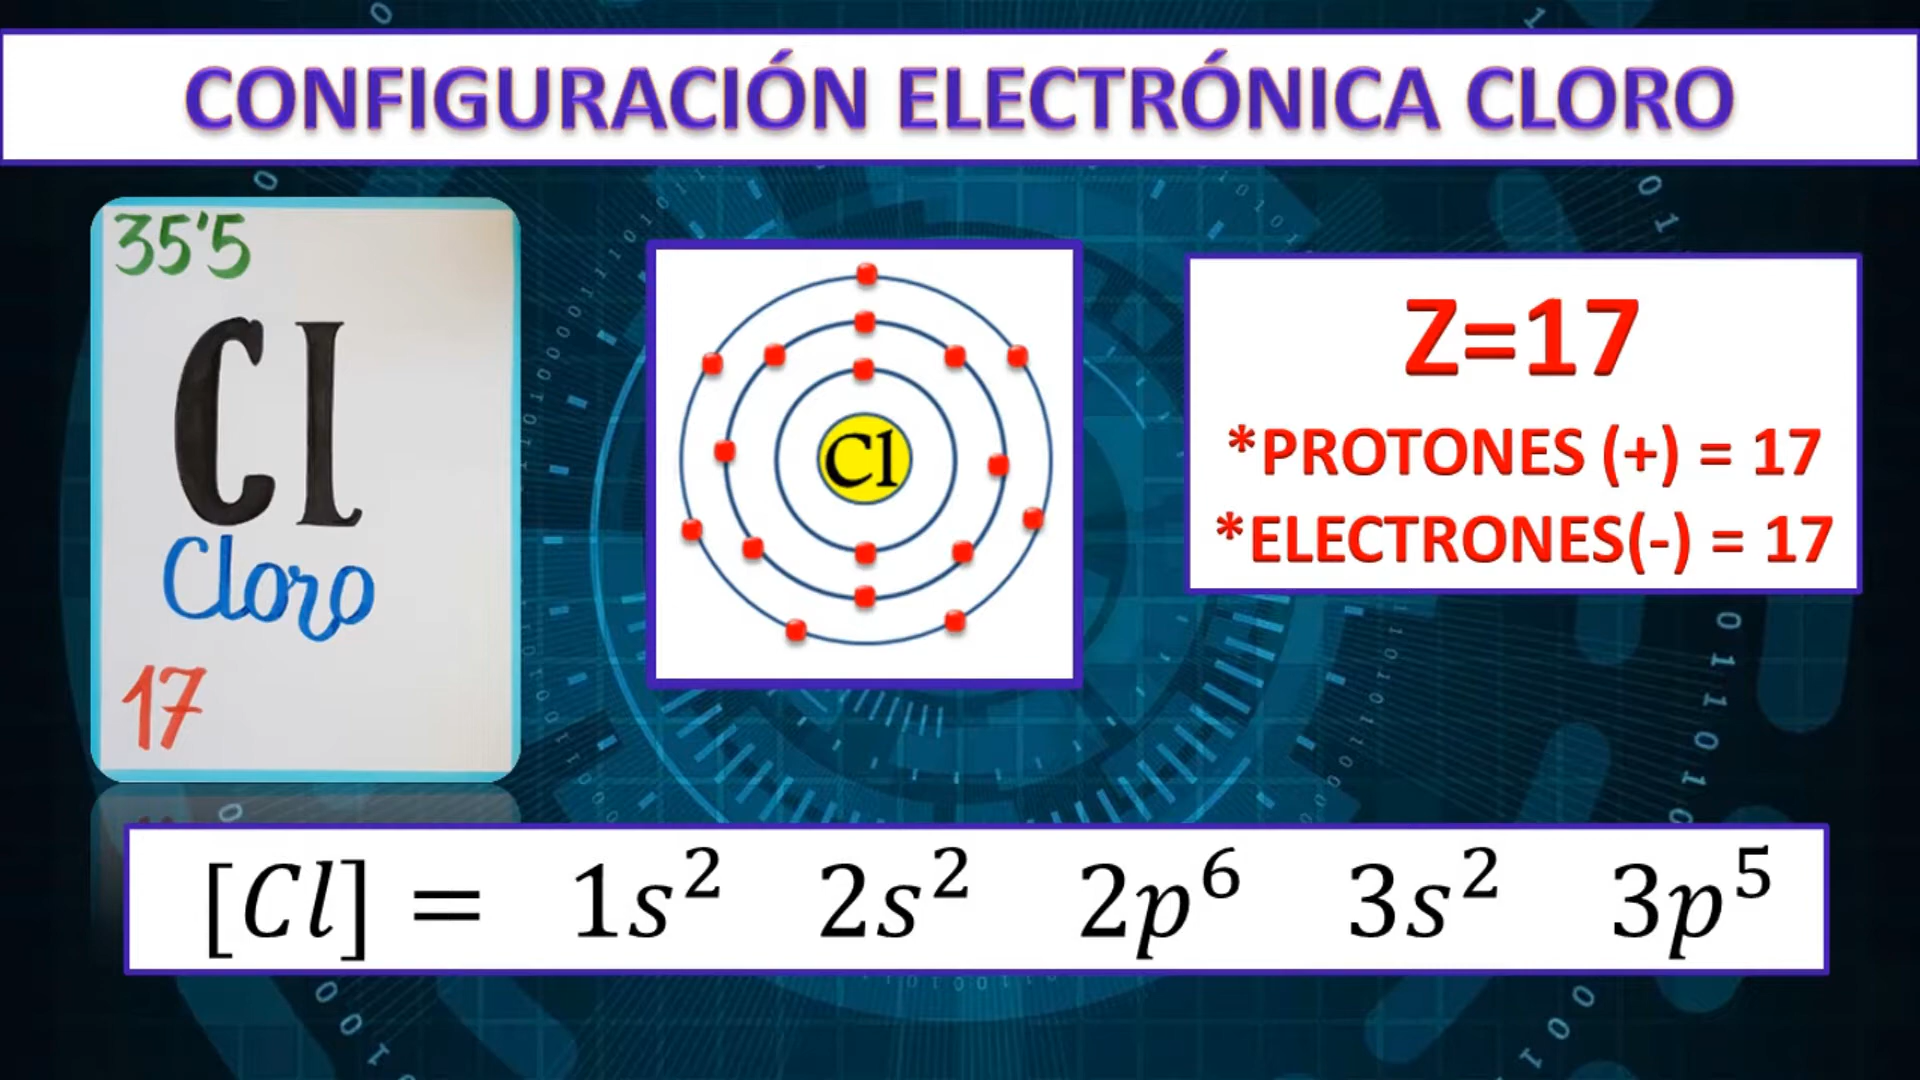 CONFIGURACIÓN ELECTRÓNICA CLORO
35'5
Cl
Cloro
17
Cl
Z=17
*PROTONES (+) = 17
*ELECTRONES(-) = 17
[Cl] = 1s² 2s² 2p⁶ 3s² 3p⁵